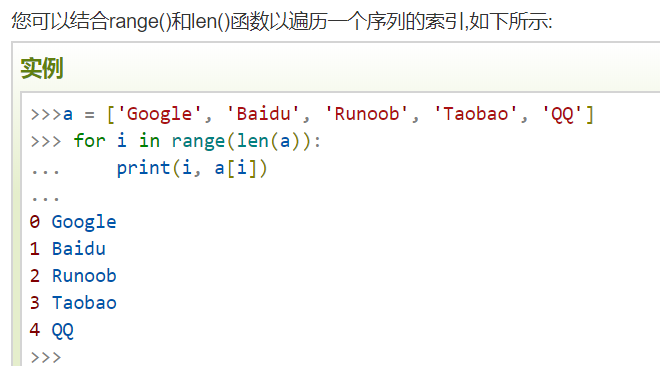 您可以结合range()和len()函数以遍历一个序列的索引,如下所示:
实例
>>>a = ['Google', 'Baidu', 'Runoob', 'Taobao', 'QQ']
>>> for i in range(len(a)):
...     print(i, a[i])
...
0 Google
1 Baidu
2 Runoob
3 Taobao
4 QQ
>>>